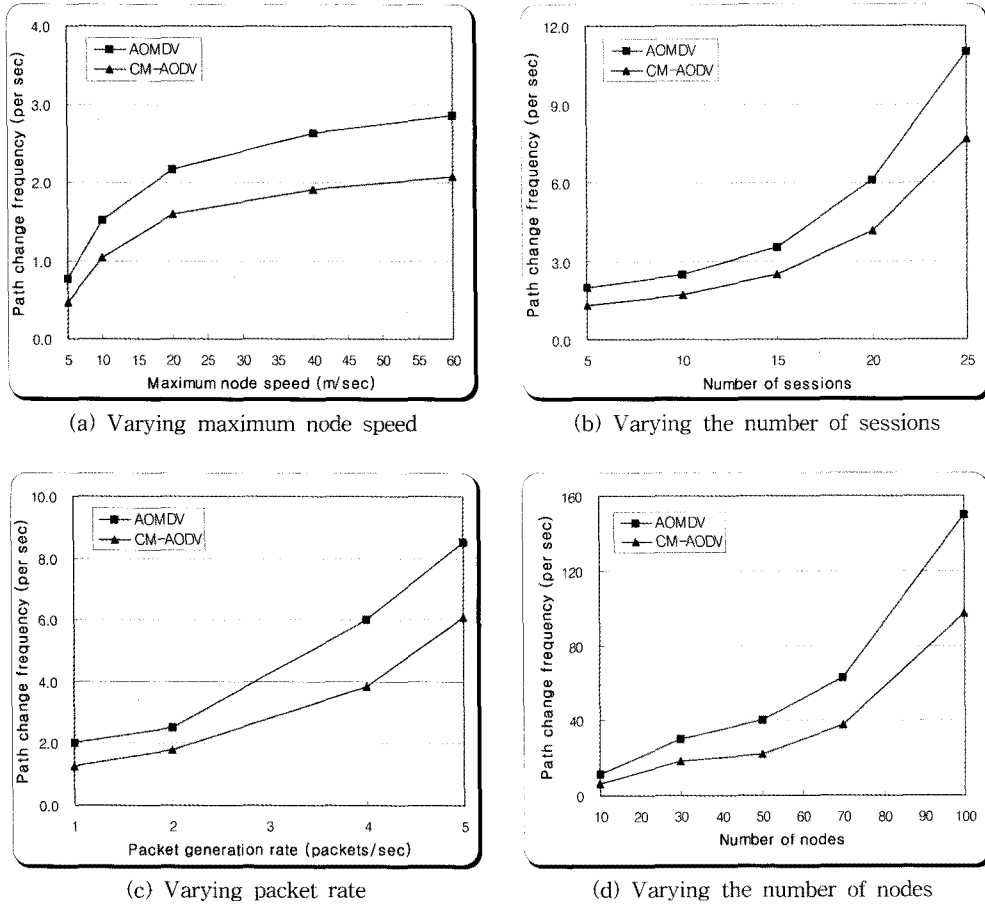 4.0
3.0
2.0
1.0
0.0
Path change frequency (per sec)
AOMDV
CM-AODV
5 10 15 20 25 30 35 40 45 50 55 60
Maximum node speed (m/sec)
(a) Varying maximum node speed
12.0
9.0
6.0
3.0
0.0
Path change frequency (per sec)
AOMDV
CM-AODV
5 10 15 20 25
Number of sessions
(b) Varying the number of sessions
10.0
8.0
6.0
4.0
2.0
0.0
Path change frequency (per sec)
AOMDV
CM-AODV
1 2 3 4 5
Packet generation rate (packets/sec)
(c) Varying packet rate
160
120
80
40
0
Path change frequency (per sec)
AOMDV
CM-AODV
10 20 30 40 50 60 70 80 90 100
Number of nodes
(d) Varying the number of nodes